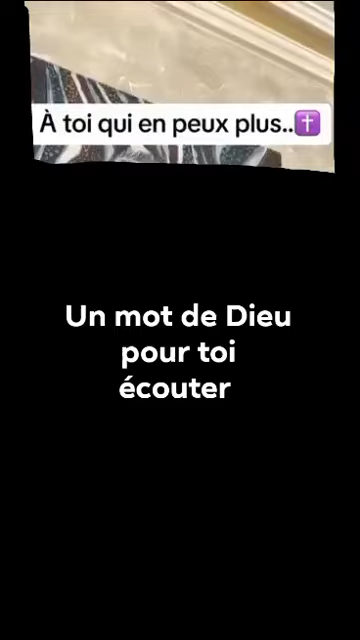 À toi qui en peux plus..✝️
Un mot de Dieu
pour toi
écouter